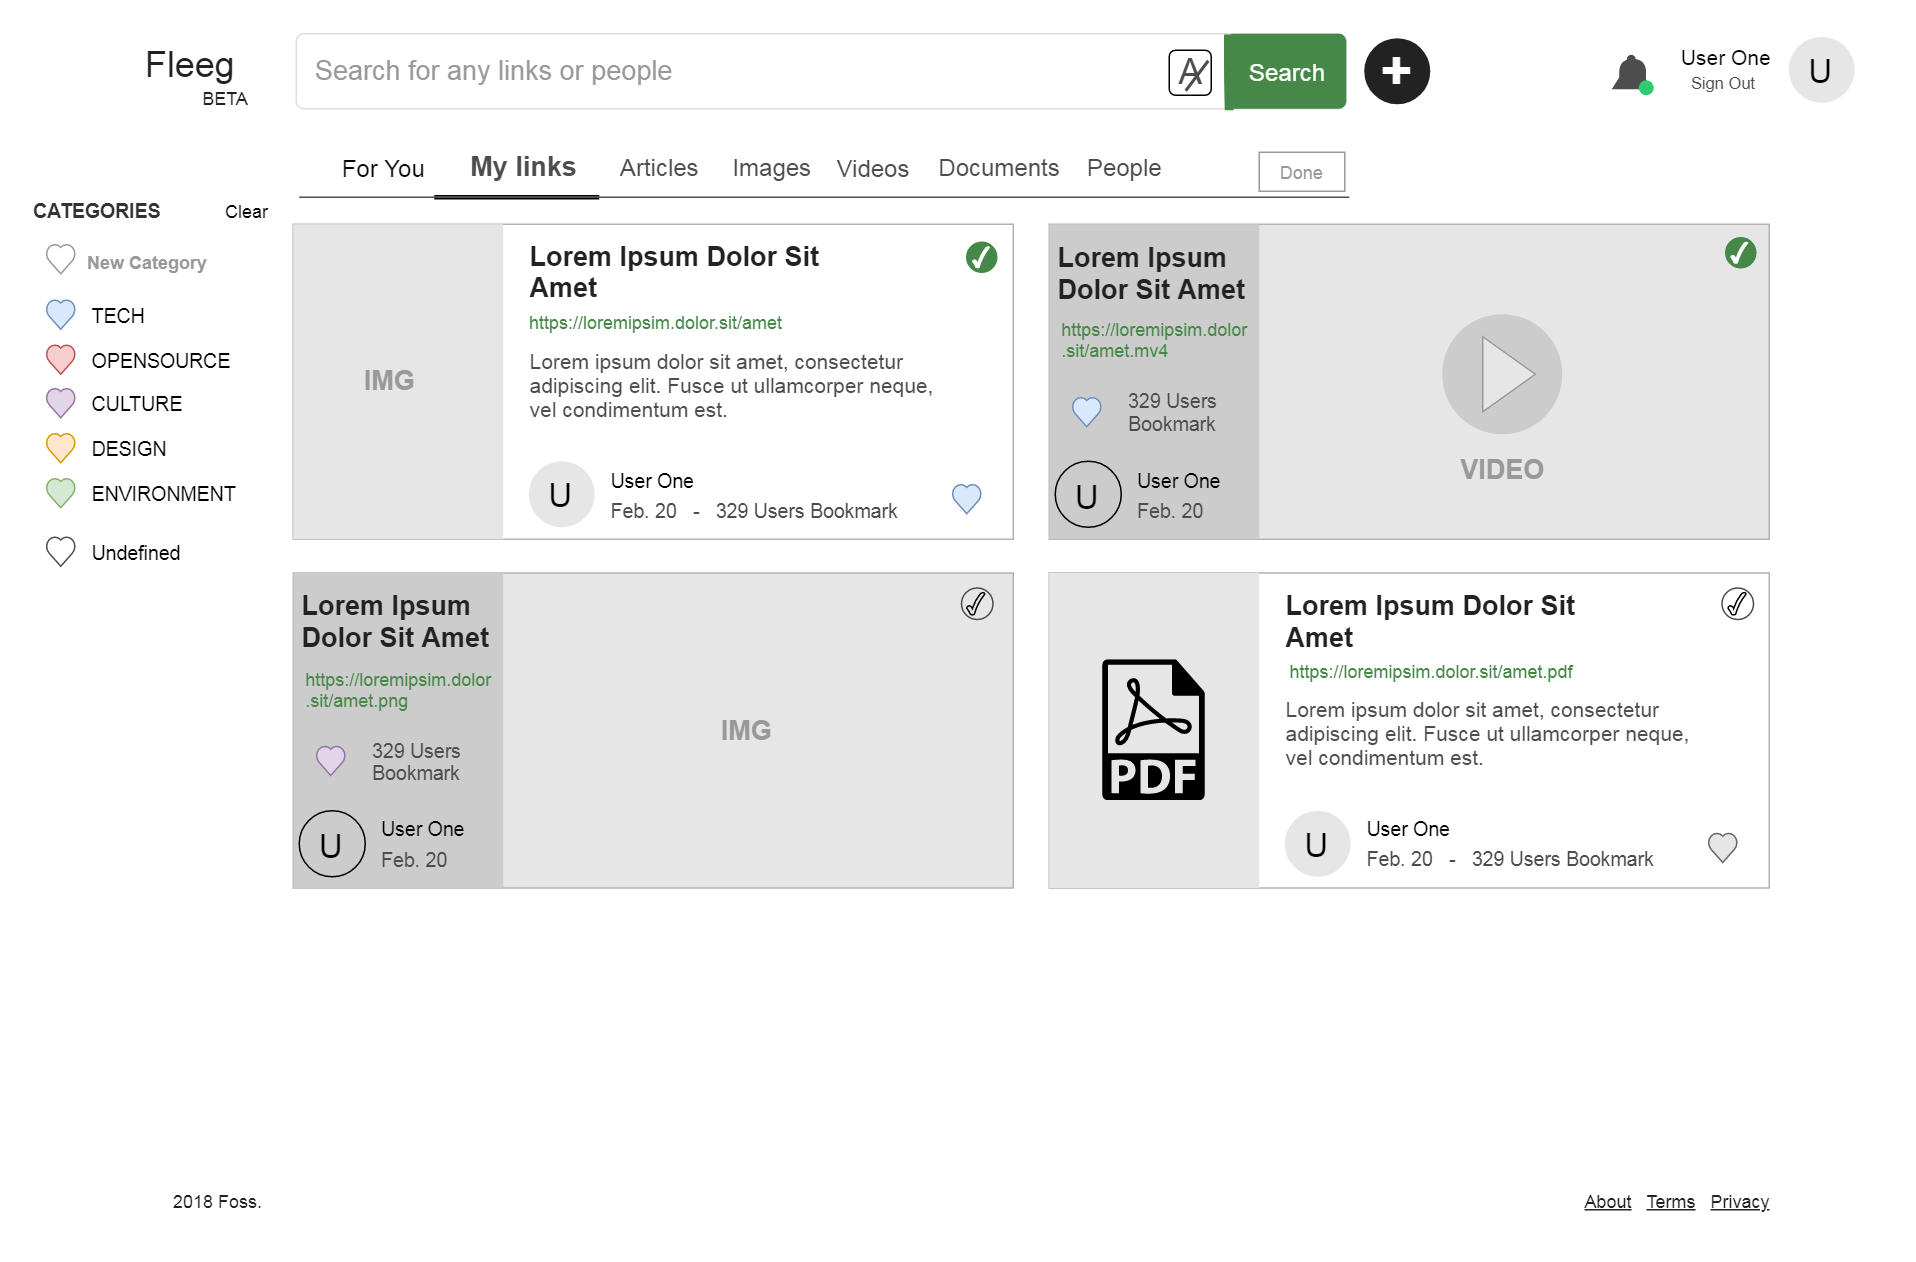 Fleeg
BETA
Search for any links or people
A
Search
User One
Sign Out
U
For You
My links
Articles
Images
Videos
Documents
People
Done
CATEGORIES
Clear
New Category
TECH
OPENSOURCE
CULTURE
DESIGN
ENVIRONMENT
Undefined
IMG
Lorem Ipsum Dolor Sit
Amet
https://loremipsim.dolor.sit/amet
Lorem ipsum dolor sit amet, consectetur
adipiscing elit. Fusce ut ullamcorper neque,
vel condimentum est.
U
User One
Feb. 20 - 329 Users Bookmark
Lorem Ipsum
Dolor Sit Amet
https://loremipsim.dolor
.sit/amet.mv4
329 Users
Bookmark
U
User One
Feb. 20
VIDEO
Lorem Ipsum
Dolor Sit Amet
https://loremipsim.dolor
.sit/amet.png
329 Users
Bookmark
U
User One
Feb. 20
IMG
PDF
Lorem Ipsum Dolor Sit
Amet
https://loremipsim.dolor.sit/amet.pdf
Lorem ipsum dolor sit amet, consectetur
adipiscing elit. Fusce ut ullamcorper neque,
vel condimentum est.
U
User One
Feb. 20 - 329 Users Bookmark
2018 Foss.
About Terms Privacy